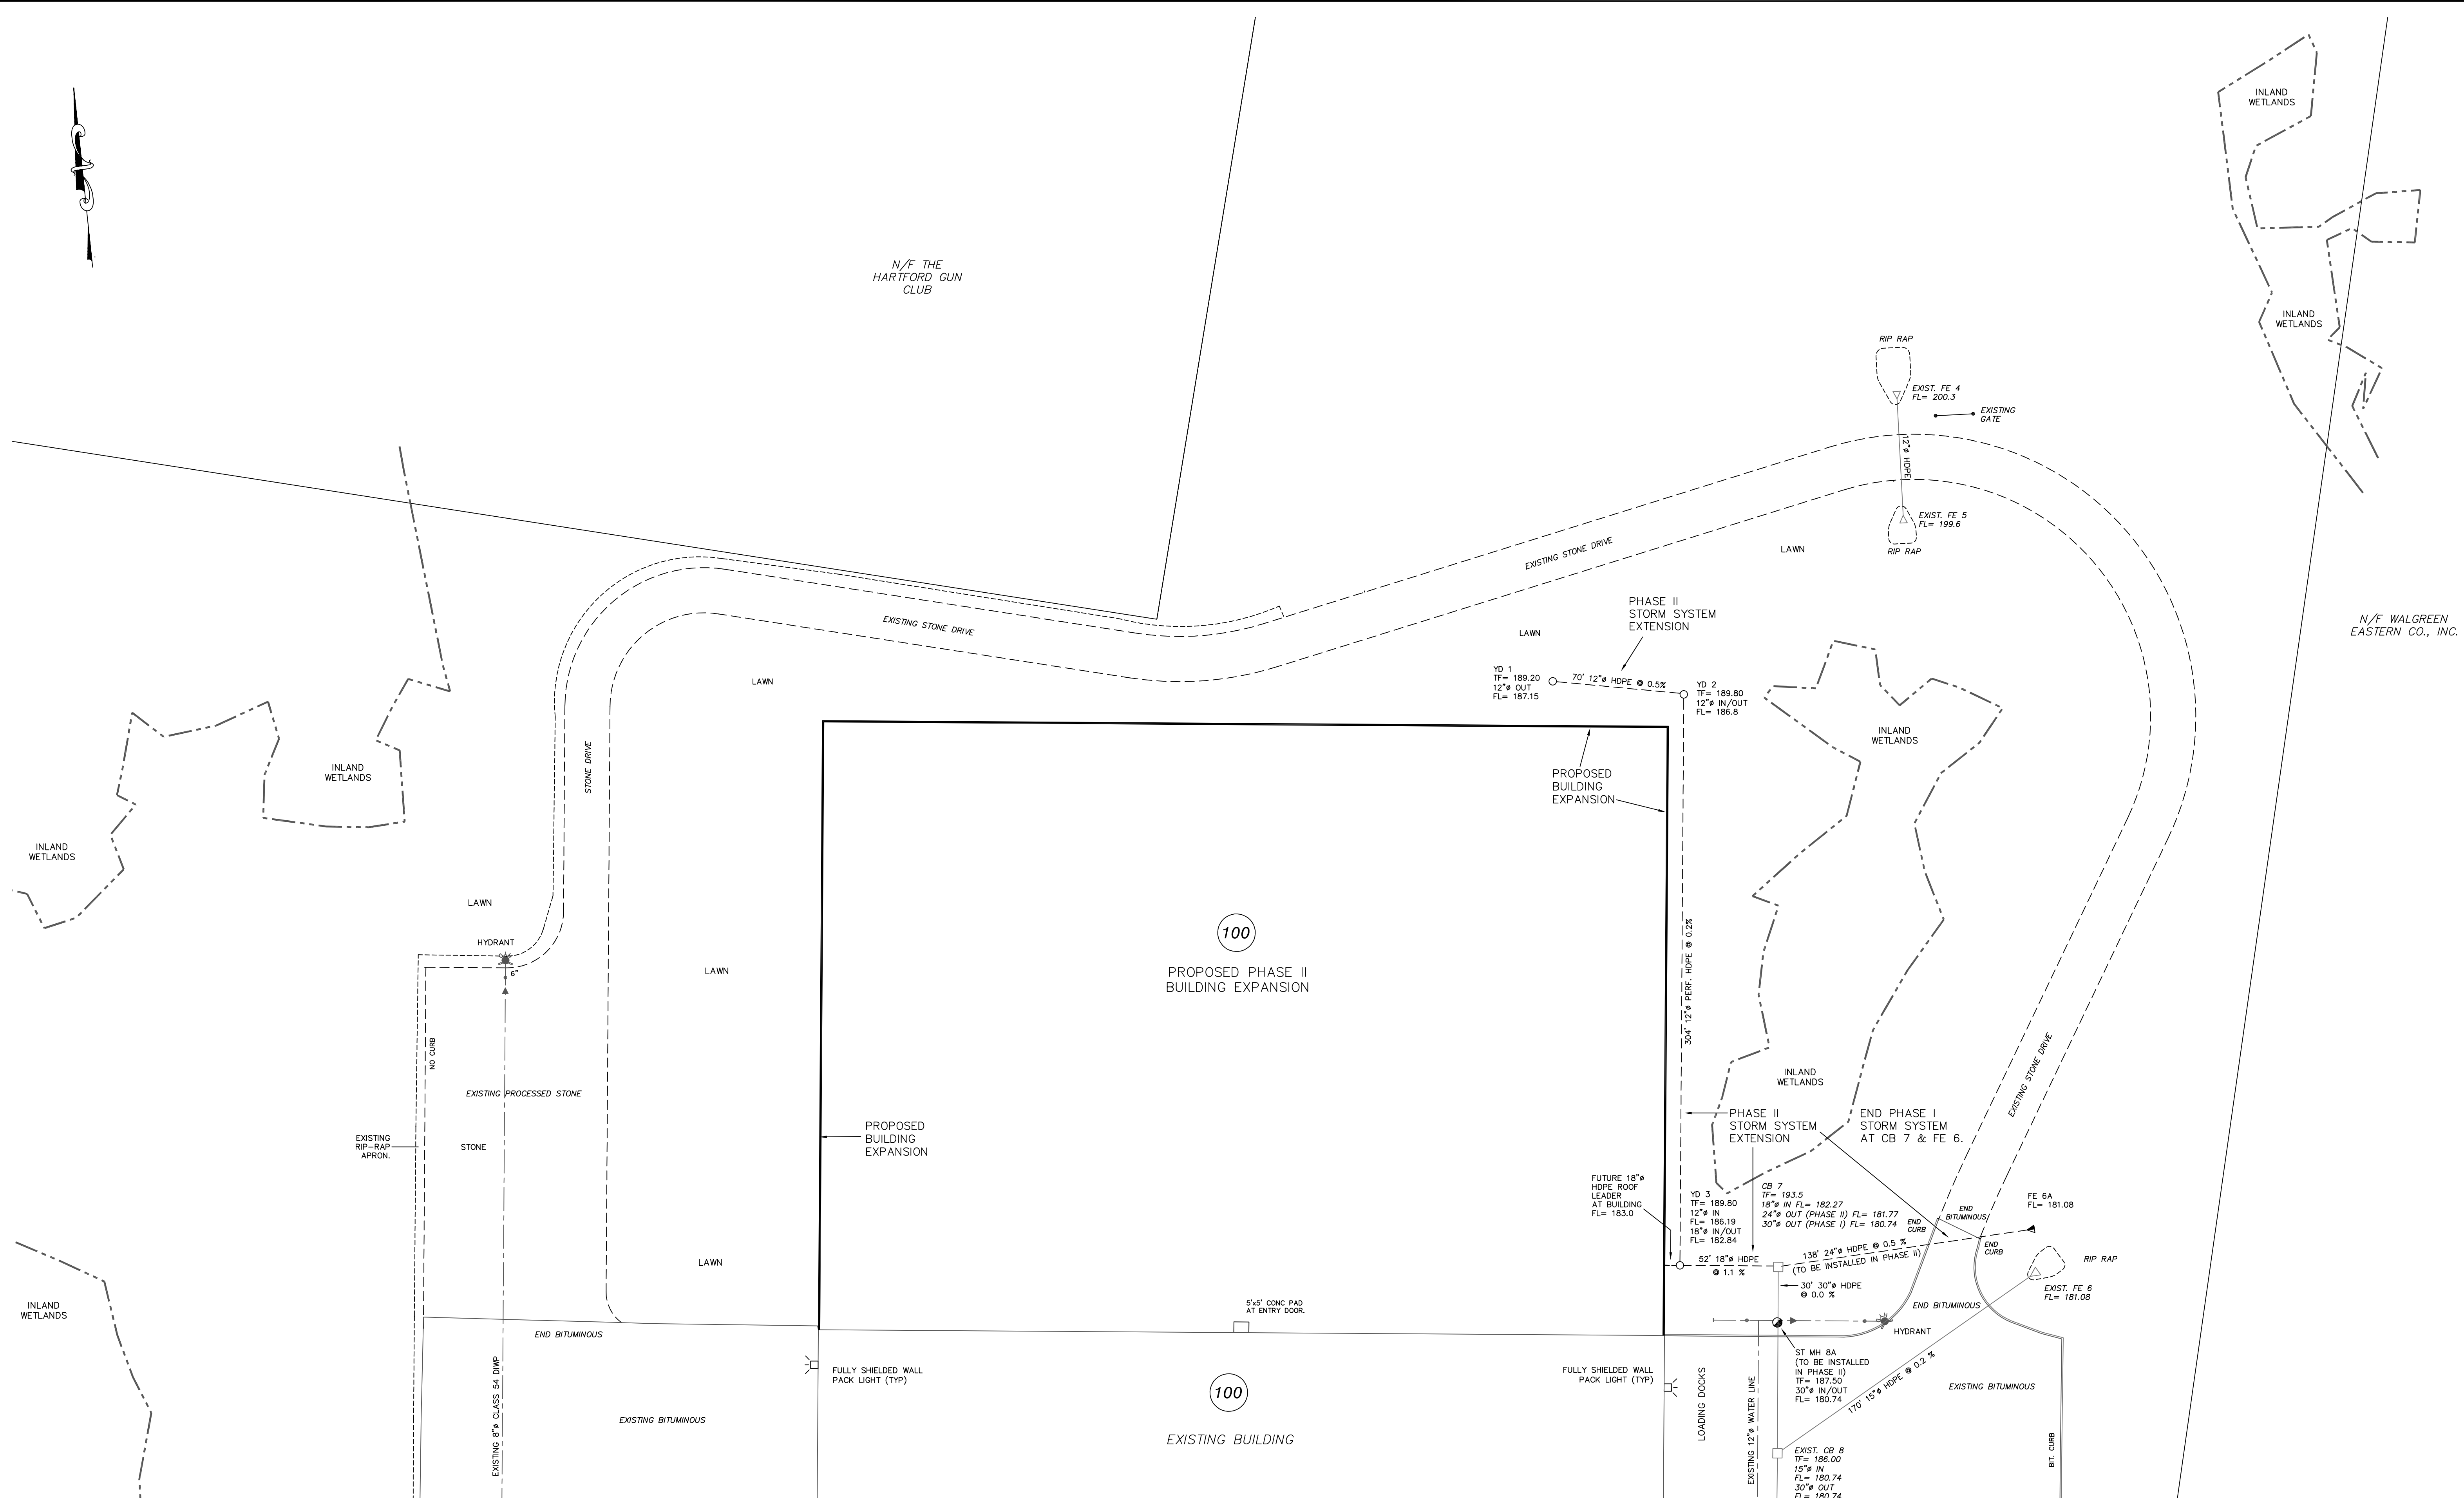 INLAND
WETLANDS
N/F THE
HARTFORD GUN
CLUB
INLAND
WETLANDS
RIP RAP
EXIST. FE 4
FL= 200.3
EXISTING
GATE
12"ø HDPE
EXIST. FE 5
FL= 199.6
RIP RAP
LAWN
EXISTING STONE DRIVE
EXISTING STONE DRIVE
PHASE II
STORM SYSTEM
EXTENSION
LAWN
N/F WALGREEN
EASTERN CO., INC.
YD 1
TF= 189.20
12"ø OUT
FL= 187.15
70' 12"ø HDPE @ 0.5%
YD 2
TF= 189.80
12"ø IN/OUT
FL= 186.8
LAWN
INLAND
WETLANDS
STONE DRIVE
INLAND
WETLANDS
PROPOSED
BUILDING
EXPANSION
INLAND
WETLANDS
LAWN
HYDRANT
6"
LAWN
100
PROPOSED PHASE II
BUILDING EXPANSION
304' 12"ø PERF. HDPE @ 0.2%
NO CURB
EXISTING PROCESSED STONE
INLAND
WETLANDS
EXISTING STONE DRIVE
EXISTING
RIP-RAP
APRON.
STONE
PROPOSED
BUILDING
EXPANSION
PHASE II
STORM SYSTEM
EXTENSION
END PHASE I
STORM SYSTEM
AT CB 7 & FE 6.
FUTURE 18"ø
HDPE ROOF
LEADER
AT BUILDING
FL= 183.0
YD 3
TF= 189.80
12"ø IN
FL= 186.19
18"ø IN/OUT
FL= 182.84
CB 7
TF= 193.5
18"ø IN FL= 182.27
24"ø OUT (PHASE II) FL= 181.77
30"ø OUT (PHASE I) FL= 180.74
END
CURB
END
BITUMINOUS
FE 6A
FL= 181.08
END
CURB
LAWN
52' 18"ø HDPE
@ 1.1 %
138' 24"ø HDPE @ 0.5 %
(TO BE INSTALLED IN PHASE II)
RIP RAP
30' 30"ø HDPE
@ 0.0 %
EXIST. FE 6
FL= 181.08
INLAND
WETLANDS
5'x5' CONC PAD
AT ENTRY DOOR.
END BITUMINOUS
END BITUMINOUS
H
HYDRANT
FULLY SHIELDED WALL
PACK LIGHT (TYP)
FULLY SHIELDED WALL
PACK LIGHT (TYP)
ST MH 8A
(TO BE INSTALLED
IN PHASE II)
TF= 187.50
30"ø IN/OUT
FL= 180.74
170' 15"ø HDPE @ 0.2 %
EXISTING BITUMINOUS
EXISTING 8"ø CLASS 54 DIWP
EXISTING BITUMINOUS
100
EXISTING BUILDING
LOADING DOCKS
EXISTING 12"ø WATER LINE
BIT. CURB
EXIST. CB 8
TF= 186.00
15"ø IN
FL= 180.74
30"ø OUT
FL= 180.74